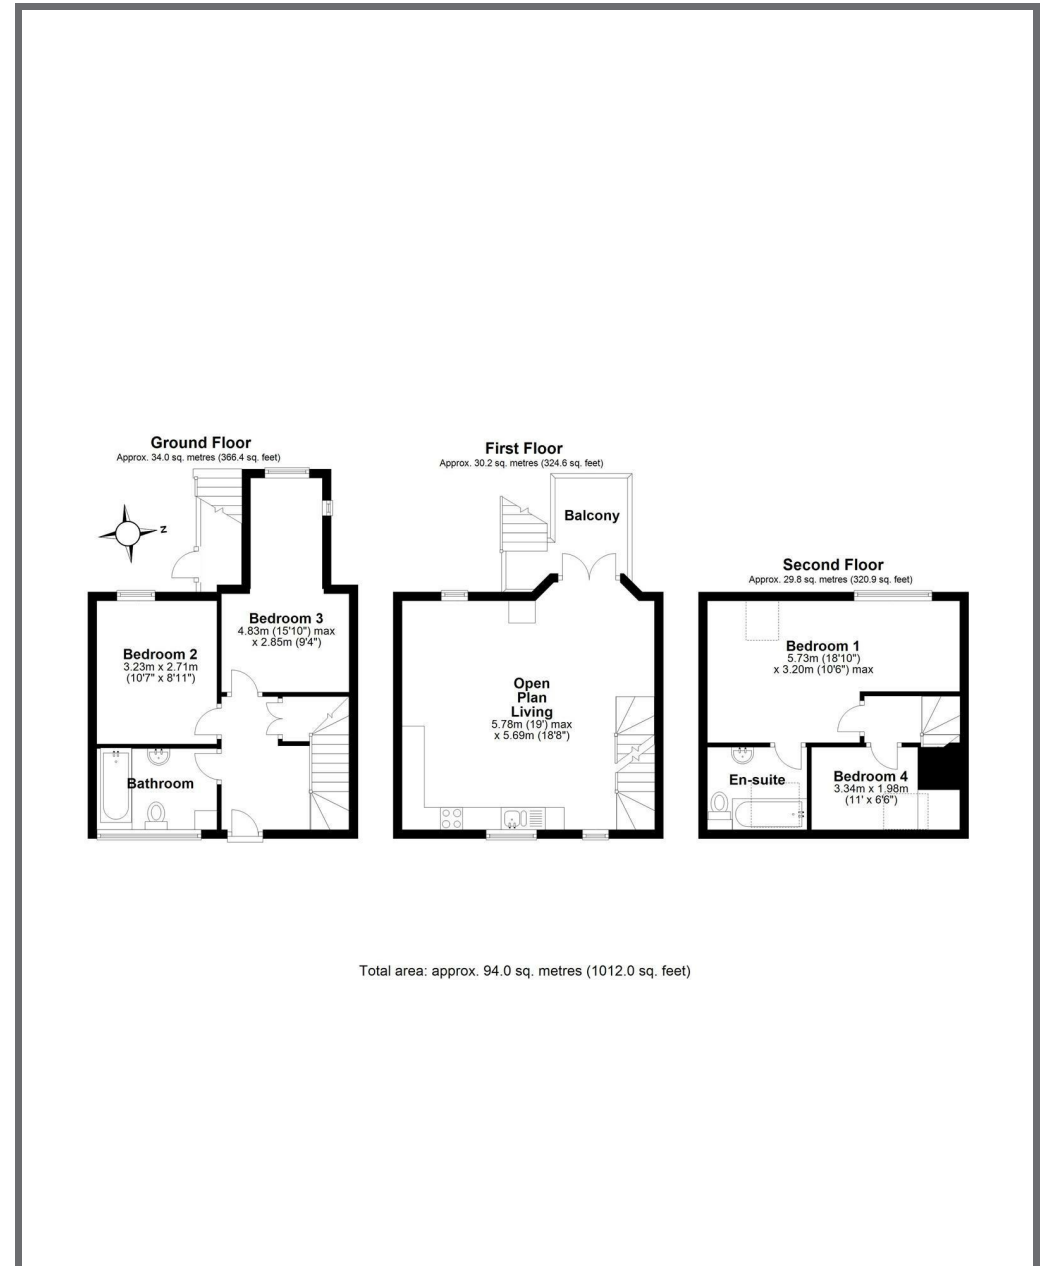 Ground Floor
Approx. 34.0 sq. metres (366.4 sq. feet)
N
Bedroom 3
4.83m (15'10") max
x 2.85m (9'4")
Bedroom 2
3.23m x 2.71m
(10'7" x 8'11")
Bathroom
First Floor
Approx. 30.2 sq. metres (324.6 sq. feet)
Balcony
Open
Plan
Living
5.78m (19') max
x 5.69m (18'8")
Second Floor
Approx. 29.8 sq. metres (320.9 sq. feet)
Bedroom 1
5.73m (18'10")
x 3.20m (10'6") max
En-suite
Bedroom 4
3.34m x 1.98m
(11' x 6'6")
Total area: approx. 94.0 sq. metres (1012.0 sq. feet)